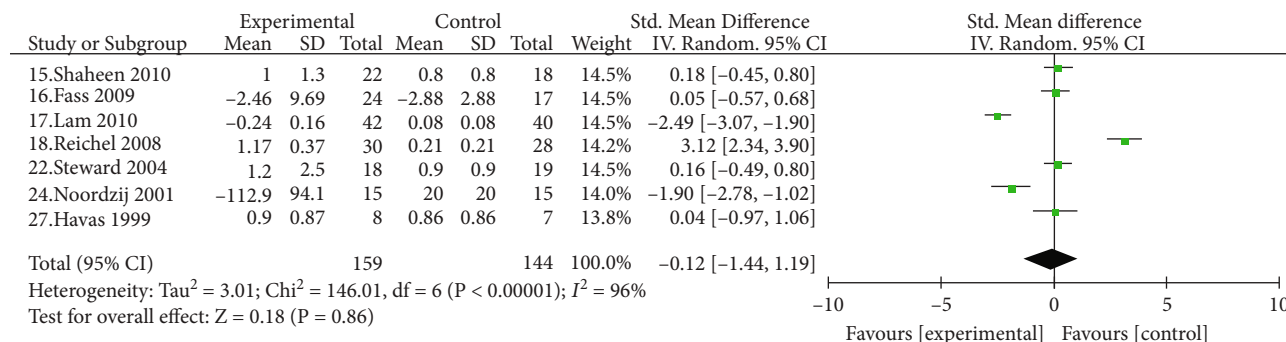 Experimental Control Std. Mean Difference Std. Mean difference
Study or Subgroup Mean SD Total Mean SD Total Weight IV. Random. 95% CI IV. Random. 95% CI
15.Shaheen 2010 1 1.3 22 0.8 0.8 18 14.5% 0.18 [–0.45, 0.80]
16.Fass 2009 –2.46 9.69 24 –2.88 2.88 17 14.5% 0.05 [–0.57, 0.68]
17.Lam 2010 –0.24 0.16 42 0.08 0.08 40 14.5% –2.49 [–3.07, –1.90]
18.Reichel 2008 1.17 0.37 30 0.21 0.21 28 14.2% 3.12 [2.34, 3.90]
22.Steward 2004 1.2 2.5 18 0.9 0.9 19 14.5% 0.16 [–0.49, 0.80]
24.Noordzij 2001 –112.9 94.1 15 20 20 15 14.0% –1.90 [–2.78, –1.02]
27.Havas 1999 0.9 0.87 8 0.86 0.86 7 13.8% 0.04 [–0.97, 1.06]
Total (95% CI) 159 144 100.0% –0.12 [–1.44, 1.19]
Heterogeneity: Tau² = 3.01; Chi² = 146.01, df = 6 (P < 0.00001); I² = 96%
Test for overall effect: Z = 0.18 (P = 0.86)
–10 –5 0 5 10
Favours [experimental] Favours [control]